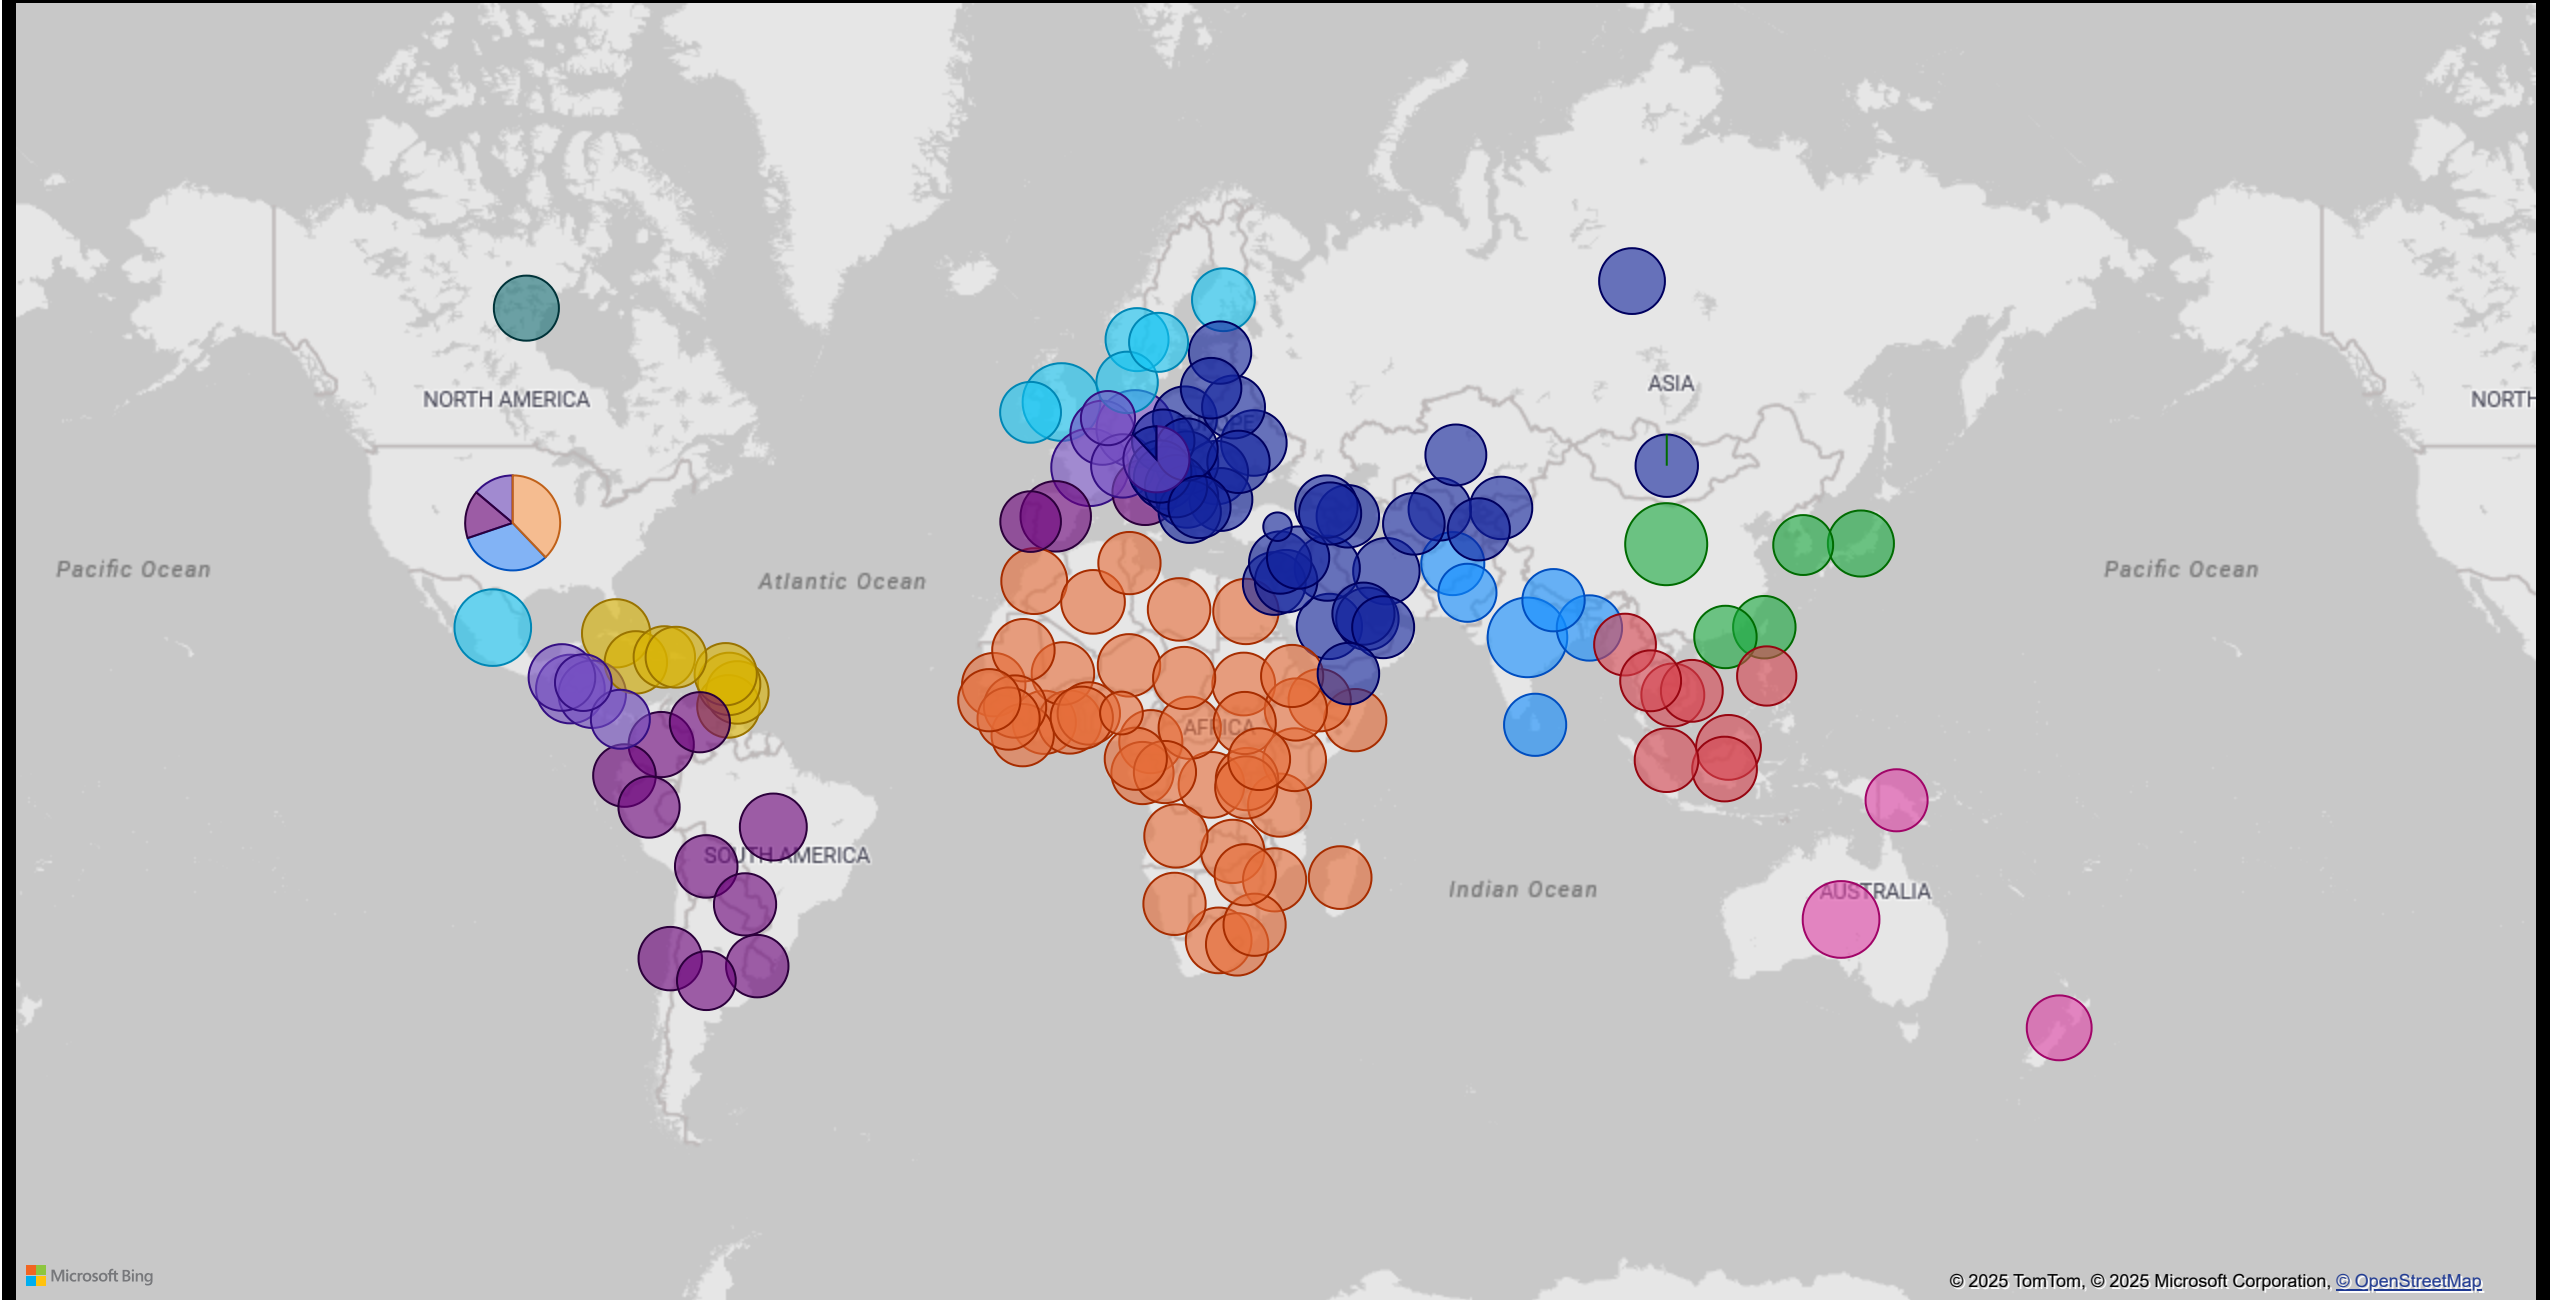 ASIA
NORTH AMERICA
NORTH
Pacific Ocean
Atlantic Ocean
Pacific Ocean
AFRICA
SOUTH AMERICA
Indian Ocean
AUSTRALIA
Microsoft Bing
© 2025 TomTom, © 2025 Microsoft Corporation, © OpenStreetMap